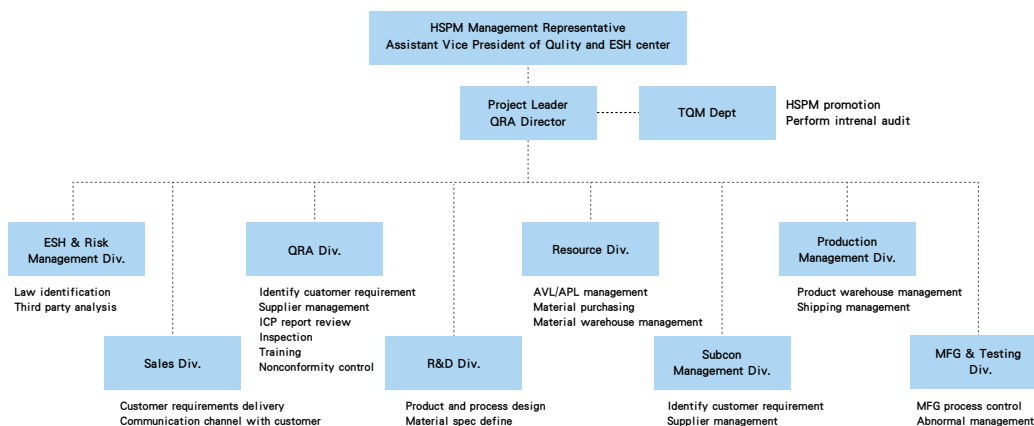 HSPM Management Representative
Assistant Vice President of Qulity and ESH center
Project Leader
QRA Director
TQM Dept
HSPM promotion
Perform intrenal audit
ESH & Risk
Management Div.
Law identification
Third party analysis
QRA Div.
Identify customer requirement
Supplier management
ICP report review
Inspection
Training
Nonconformity control
Resource Div.
AVL/APL management
Material purchasing
Material warehouse management
Production
Management Div.
Product warehouse management
Shipping management
Sales Div.
Customer requirements delivery
Communication channel with customer
R&D Div.
Product and process design
Material spec define
Subcon
Management Div.
Identify customer requirement
Supplier management
MFG & Testing
Div.
MFG process control
Abnormal management